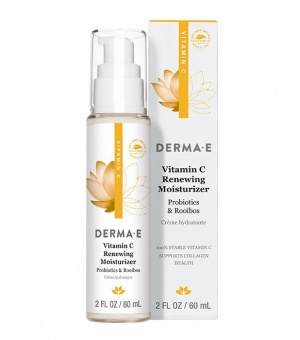 VITAMIN C
DERMA·E
Vitamin C
Renewing
Moisturizer
Probiotics & Rooibos
Crème hydratante
2 FL OZ/ 60 mL
VITAMIN C
DERMA·E
Vitamin C
Renewing
Moisturizer
Probiotics
& Rooibos
Crème hydratante
100% STABLE VITAMIN C
SUPPORTS COLLAGEN
HEALTH
2 FL OZ/ 60 mL